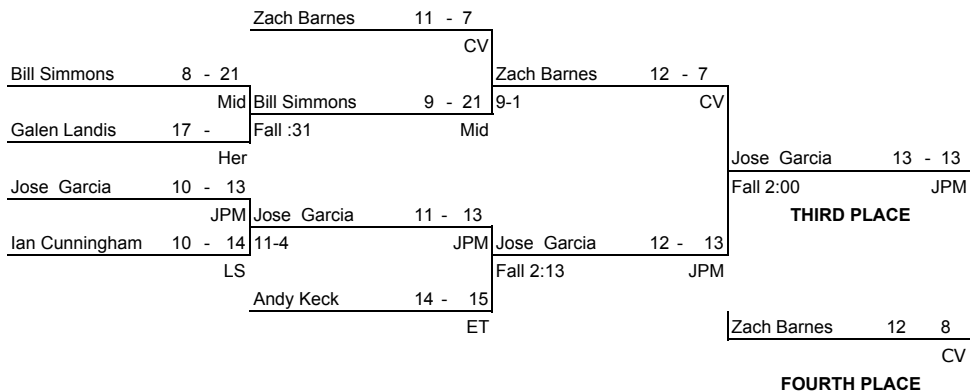 Zach Barnes 11 - 7
CV
Bill Simmons 8 - 21
Zach Barnes 12 - 7
Mid
Bill Simmons 9 - 21
9-1
CV
Galen Landis 17 -
Fall :31
Mid
Her
Jose Garcia 13 - 13
Jose Garcia 10 - 13
Fall 2:00
JPM
JPM
Jose Garcia 11 - 13
THIRD PLACE
Ian Cunningham 10 - 14
11-4
JPM
Jose Garcia 12 - 13
LS
Fall 2:13
JPM
Andy Keck 14 - 15
ET
Zach Barnes 12 8
CV
FOURTH PLACE